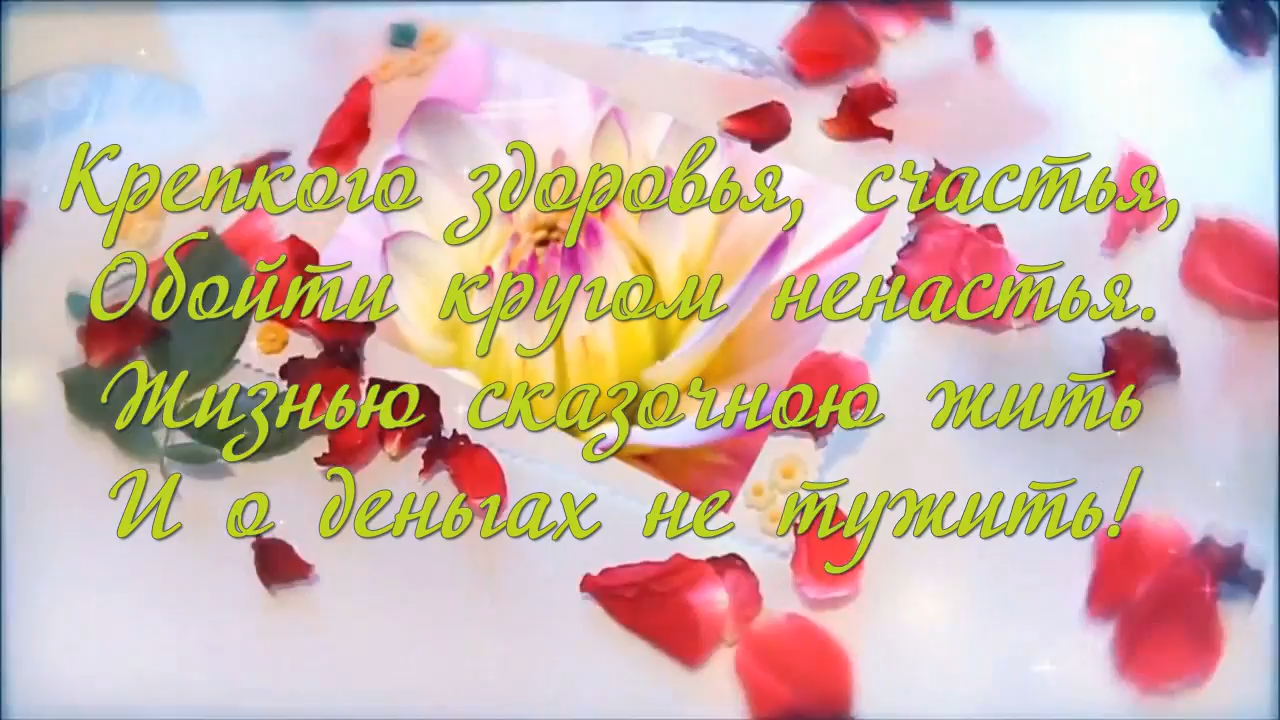 Крепкого здоровья, счастья,
Обойти кругом ненастья.
Жизнью сказочною жить
И о деньгах не тужить!